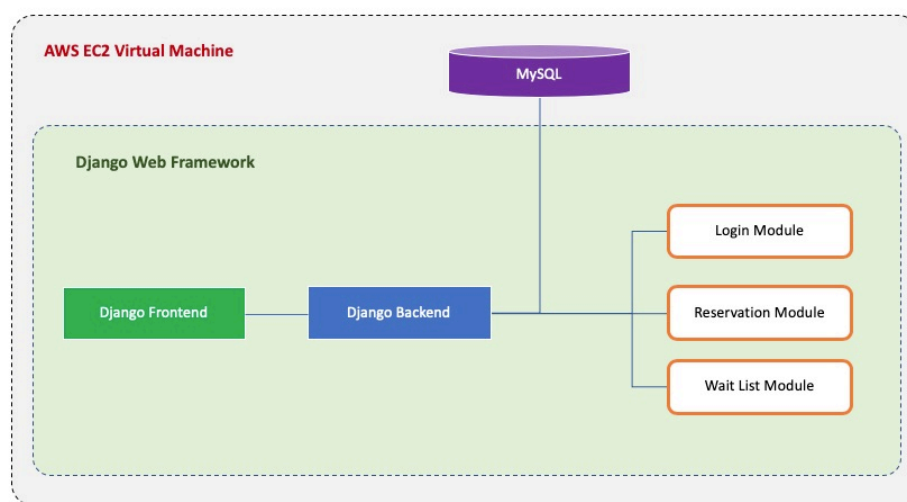 AWS EC2 Virtual Machine
MySQL
Django Web Framework
Login Module
Django Frontend
Django Backend
Reservation Module
Wait List Module